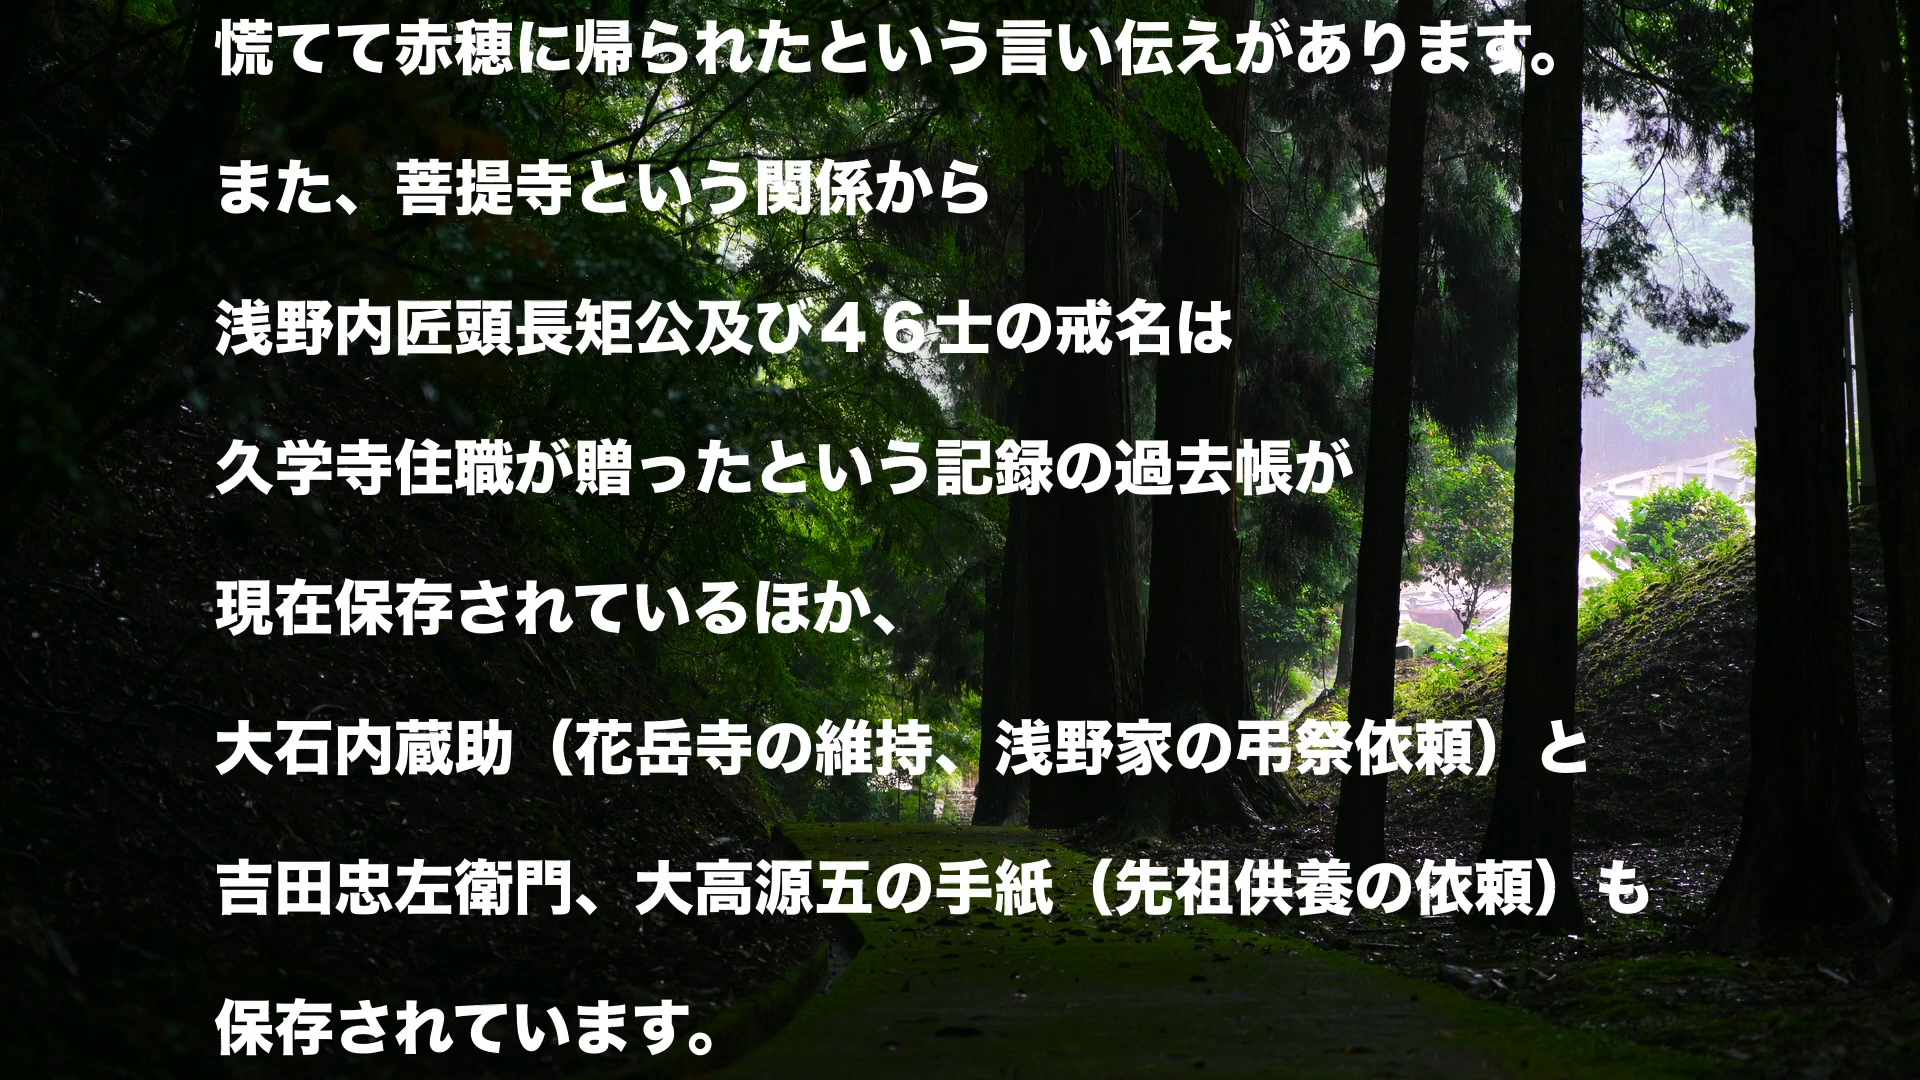 慌てて赤穂に帰られたという言い伝えがあります。
また、菩提寺という関係から
浅野内匠頭長矩公及び４６士の戒名は
久学寺住職が贈ったという記録の過去帳が
現在保存されているほか、
大石内蔵助（花岳寺の維持、浅野家の弔祭依頼）と
吉田忠左衛門、大高源五の手紙（先祖供養の依頼）も
保存されています。